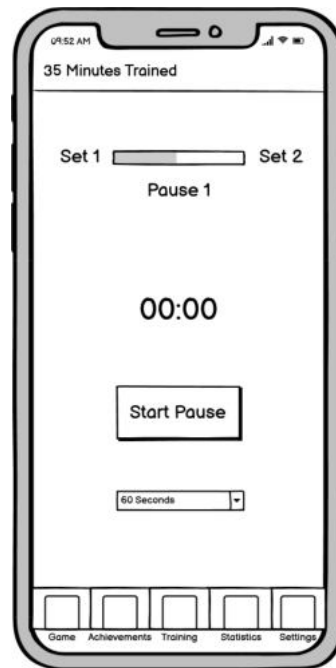 09:52 AM
35 Minutes Trained
Set 1 Set 2
Pause 1
00:00
Start Pause
60 Seconds
Game Achievements Training Statistics Settings